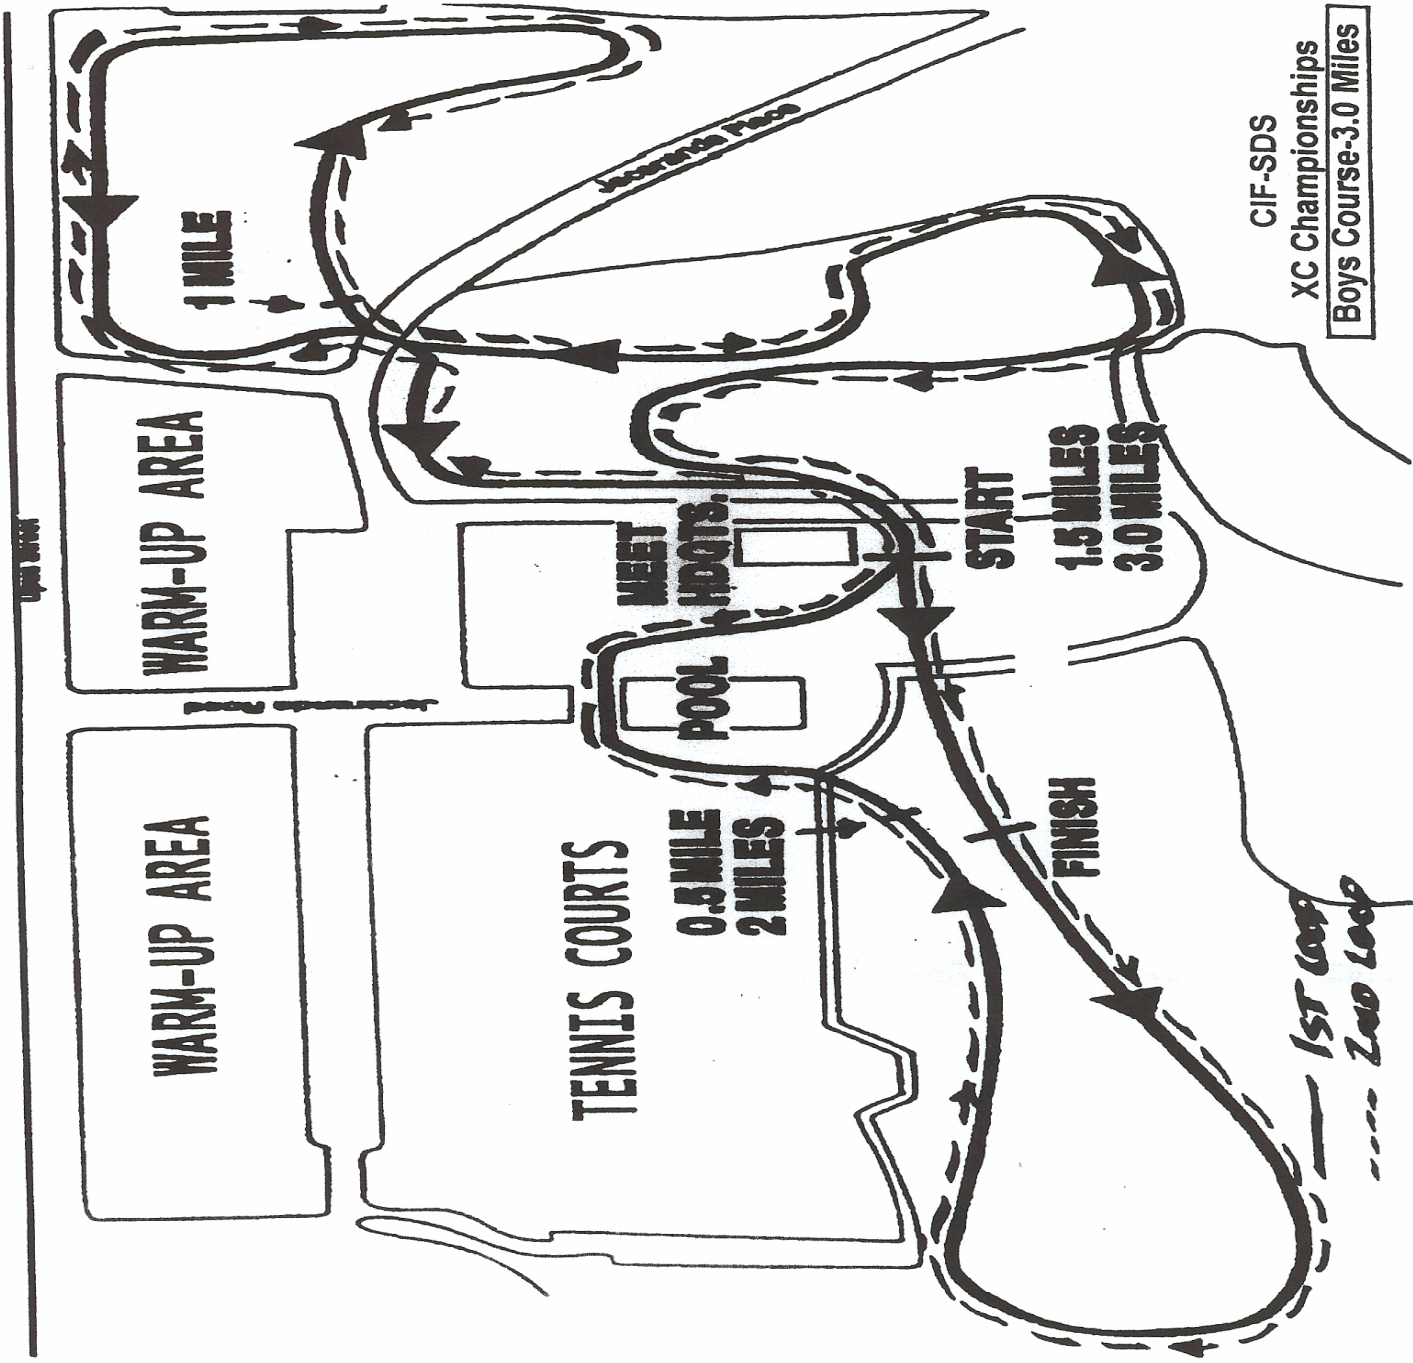 CIF-SDS
XC Championships
Boys Course-3.0 Miles
1 MILE
Jacaranda Place
WARM-UP AREA
MEET
HDQTS.
START
1.5 MILES
3.0 MILES
Jacaranda Road
POOL
WARM-UP AREA
TENNIS COURTS
0.5 MILE
2 MILES
FINISH
1ST LOOP
2ND LOOP